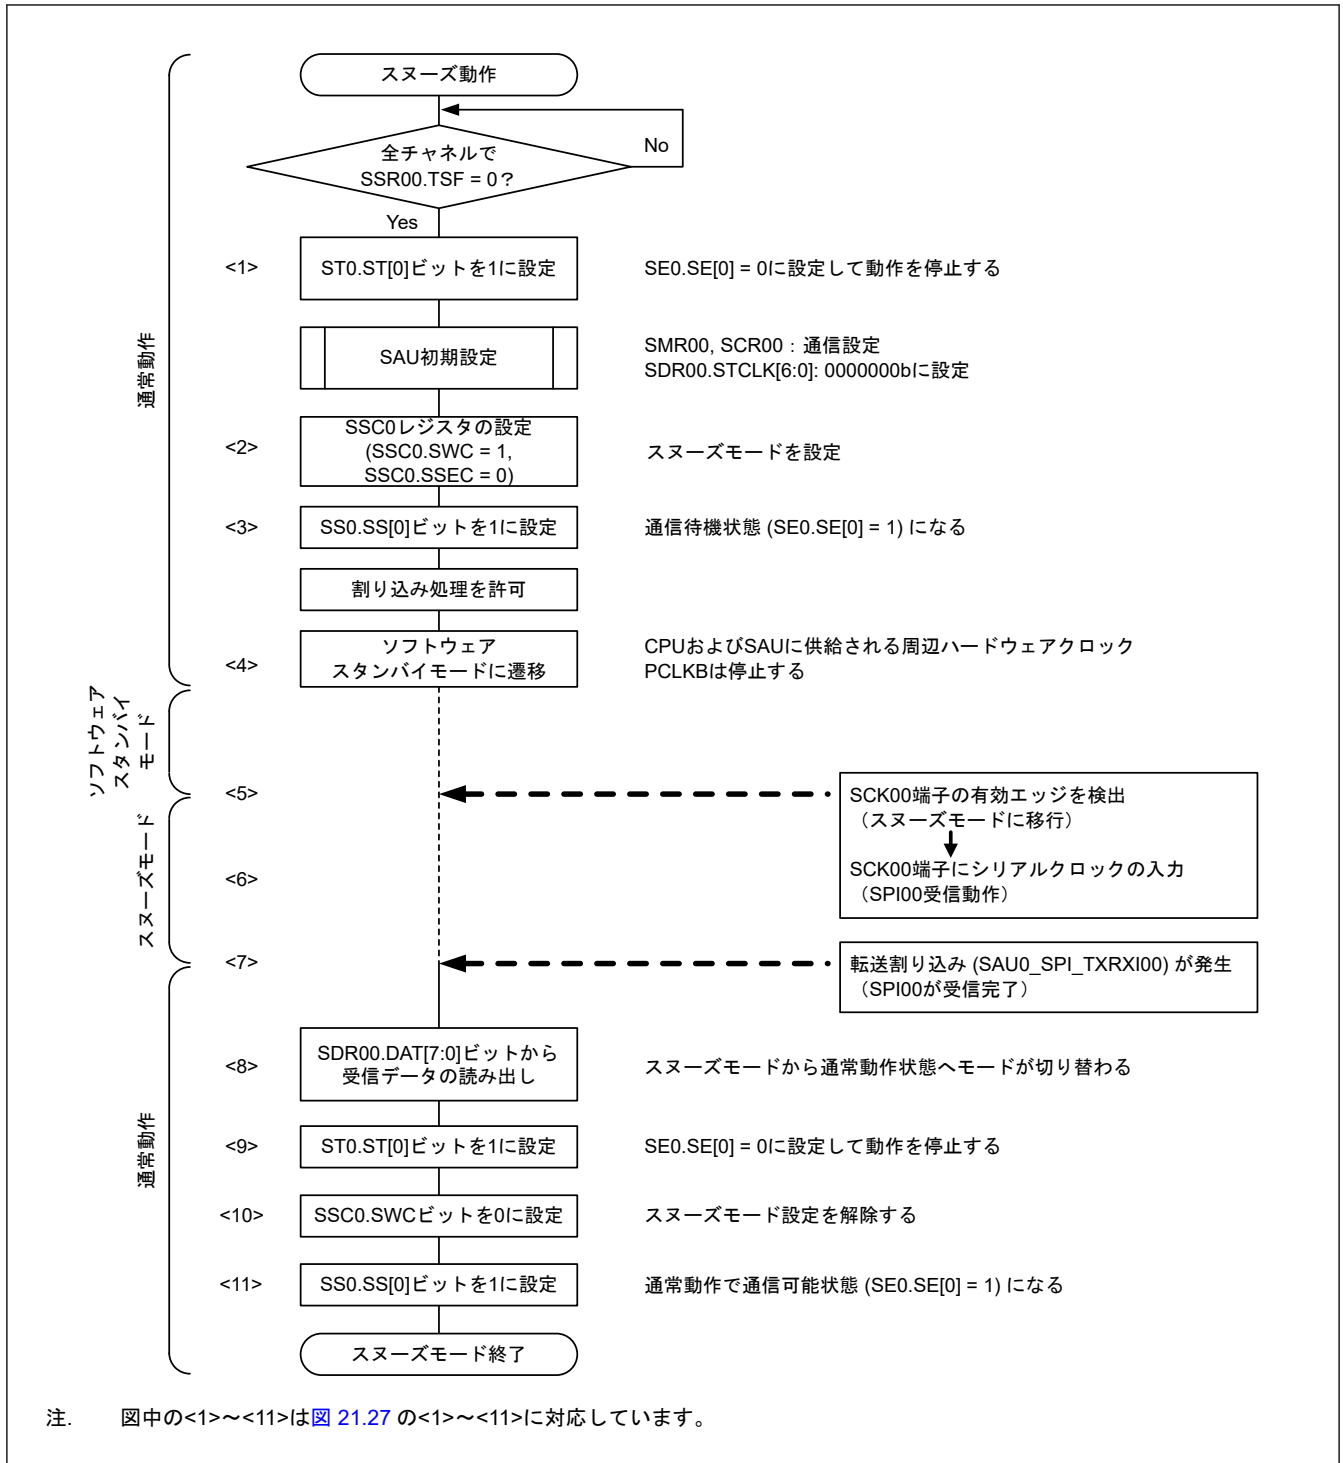 スヌーズ動作
No
全チャネルで
SSR00.TSF = 0？
Yes
<1>
ST0.ST[0]ビットを1に設定
SE0.SE[0] = 0に設定して動作を停止する
通常動作
SAU初期設定
SMR00, SCR00：通信設定
SDR00.STCLK[6:0]: 0000000bに設定
<2>
SSC0レジスタの設定
(SSC0.SWC = 1,
SSC0.SSEC = 0)
スヌーズモードを設定
<3>
SS0.SS[0]ビットを1に設定
通信待機状態 (SE0.SE[0] = 1) になる
割り込み処理を許可
<4>
ソフトウェア
スタンバイモードに遷移
CPUおよびSAUに供給される周辺ハードウェアクロック
PCLKBは停止する
ソフトウェア
スタンバイ
モード
<5>
SCK00端子の有効エッジを検出
（スヌーズモードに移行）
スヌーズモード
<6>
SCK00端子にシリアルクロックの入力
（SPI00受信動作）
<7>
転送割り込み (SAU0_SPI_TXRXI00) が発生
（SPI00が受信完了）
<8>
SDR00.DAT[7:0]ビットから
受信データの読み出し
スヌーズモードから通常動作状態へモードが切り替わる
通常動作
<9>
ST0.ST[0]ビットを1に設定
SE0.SE[0] = 0に設定して動作を停止する
<10>
SSC0.SWCビットを0に設定
スヌーズモード設定を解除する
<11>
SS0.SS[0]ビットを1に設定
通常動作で通信可能状態 (SE0.SE[0] = 1) になる
スヌーズモード終了
注. 図中の<1>～<11>は図 21.27 の<1>～<11>に対応しています。